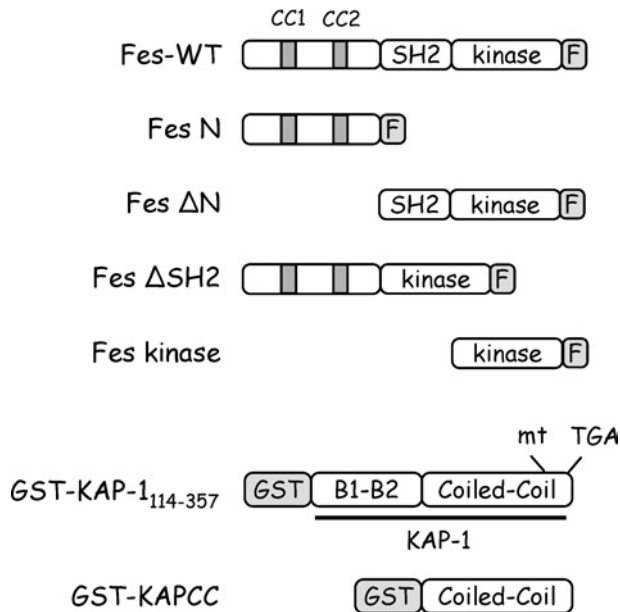 CC1 CC2
Fes-WT SH2 kinase F
Fes N F
Fes ΔN SH2 kinase F
Fes ΔSH2 kinase F
Fes kinase kinase F
mt TGA
GST-KAP-1114-357 GST B1-B2 Coiled-Coil
KAP-1
GST-KAPCC GST Coiled-Coil